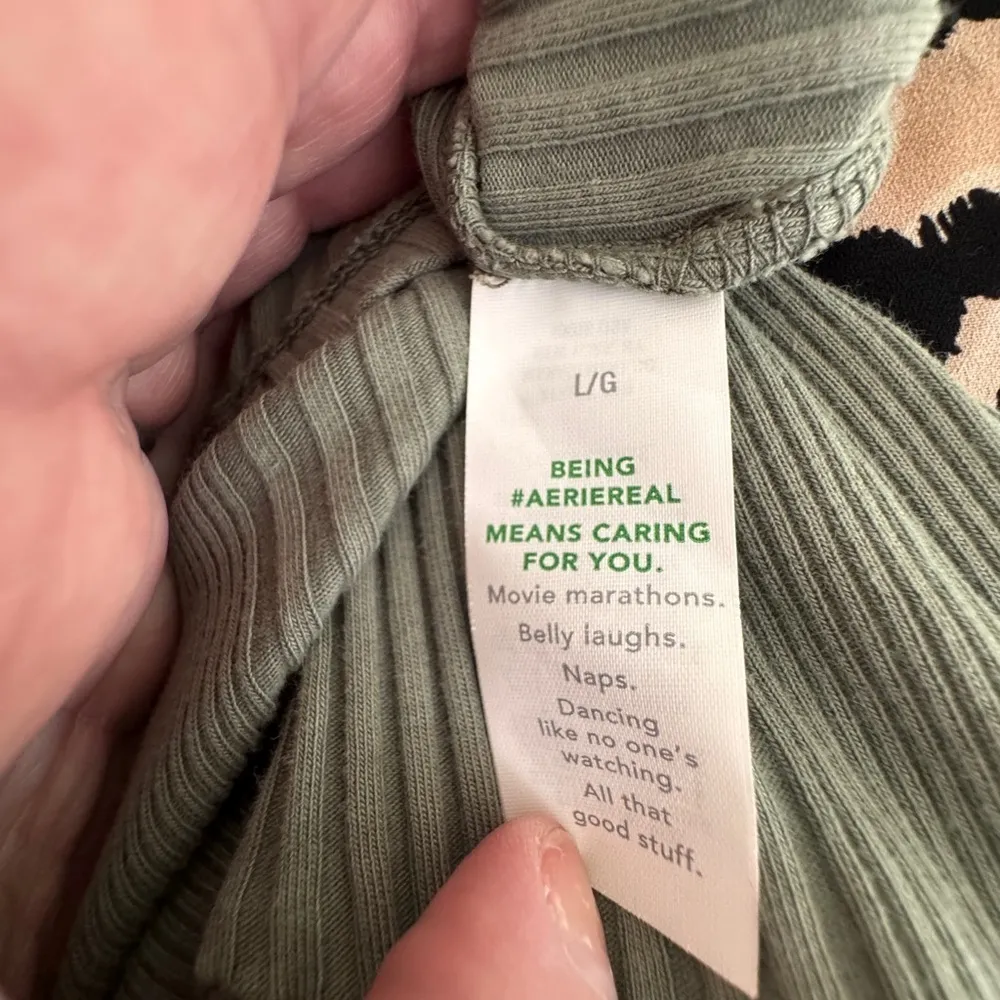 L/G
BEING
#AERIEREAL
MEANS CARING
FOR YOU.
Movie marathons.
Belly laughs.
Naps.
Dancing
like no one's
watching.
All that
good stuff.